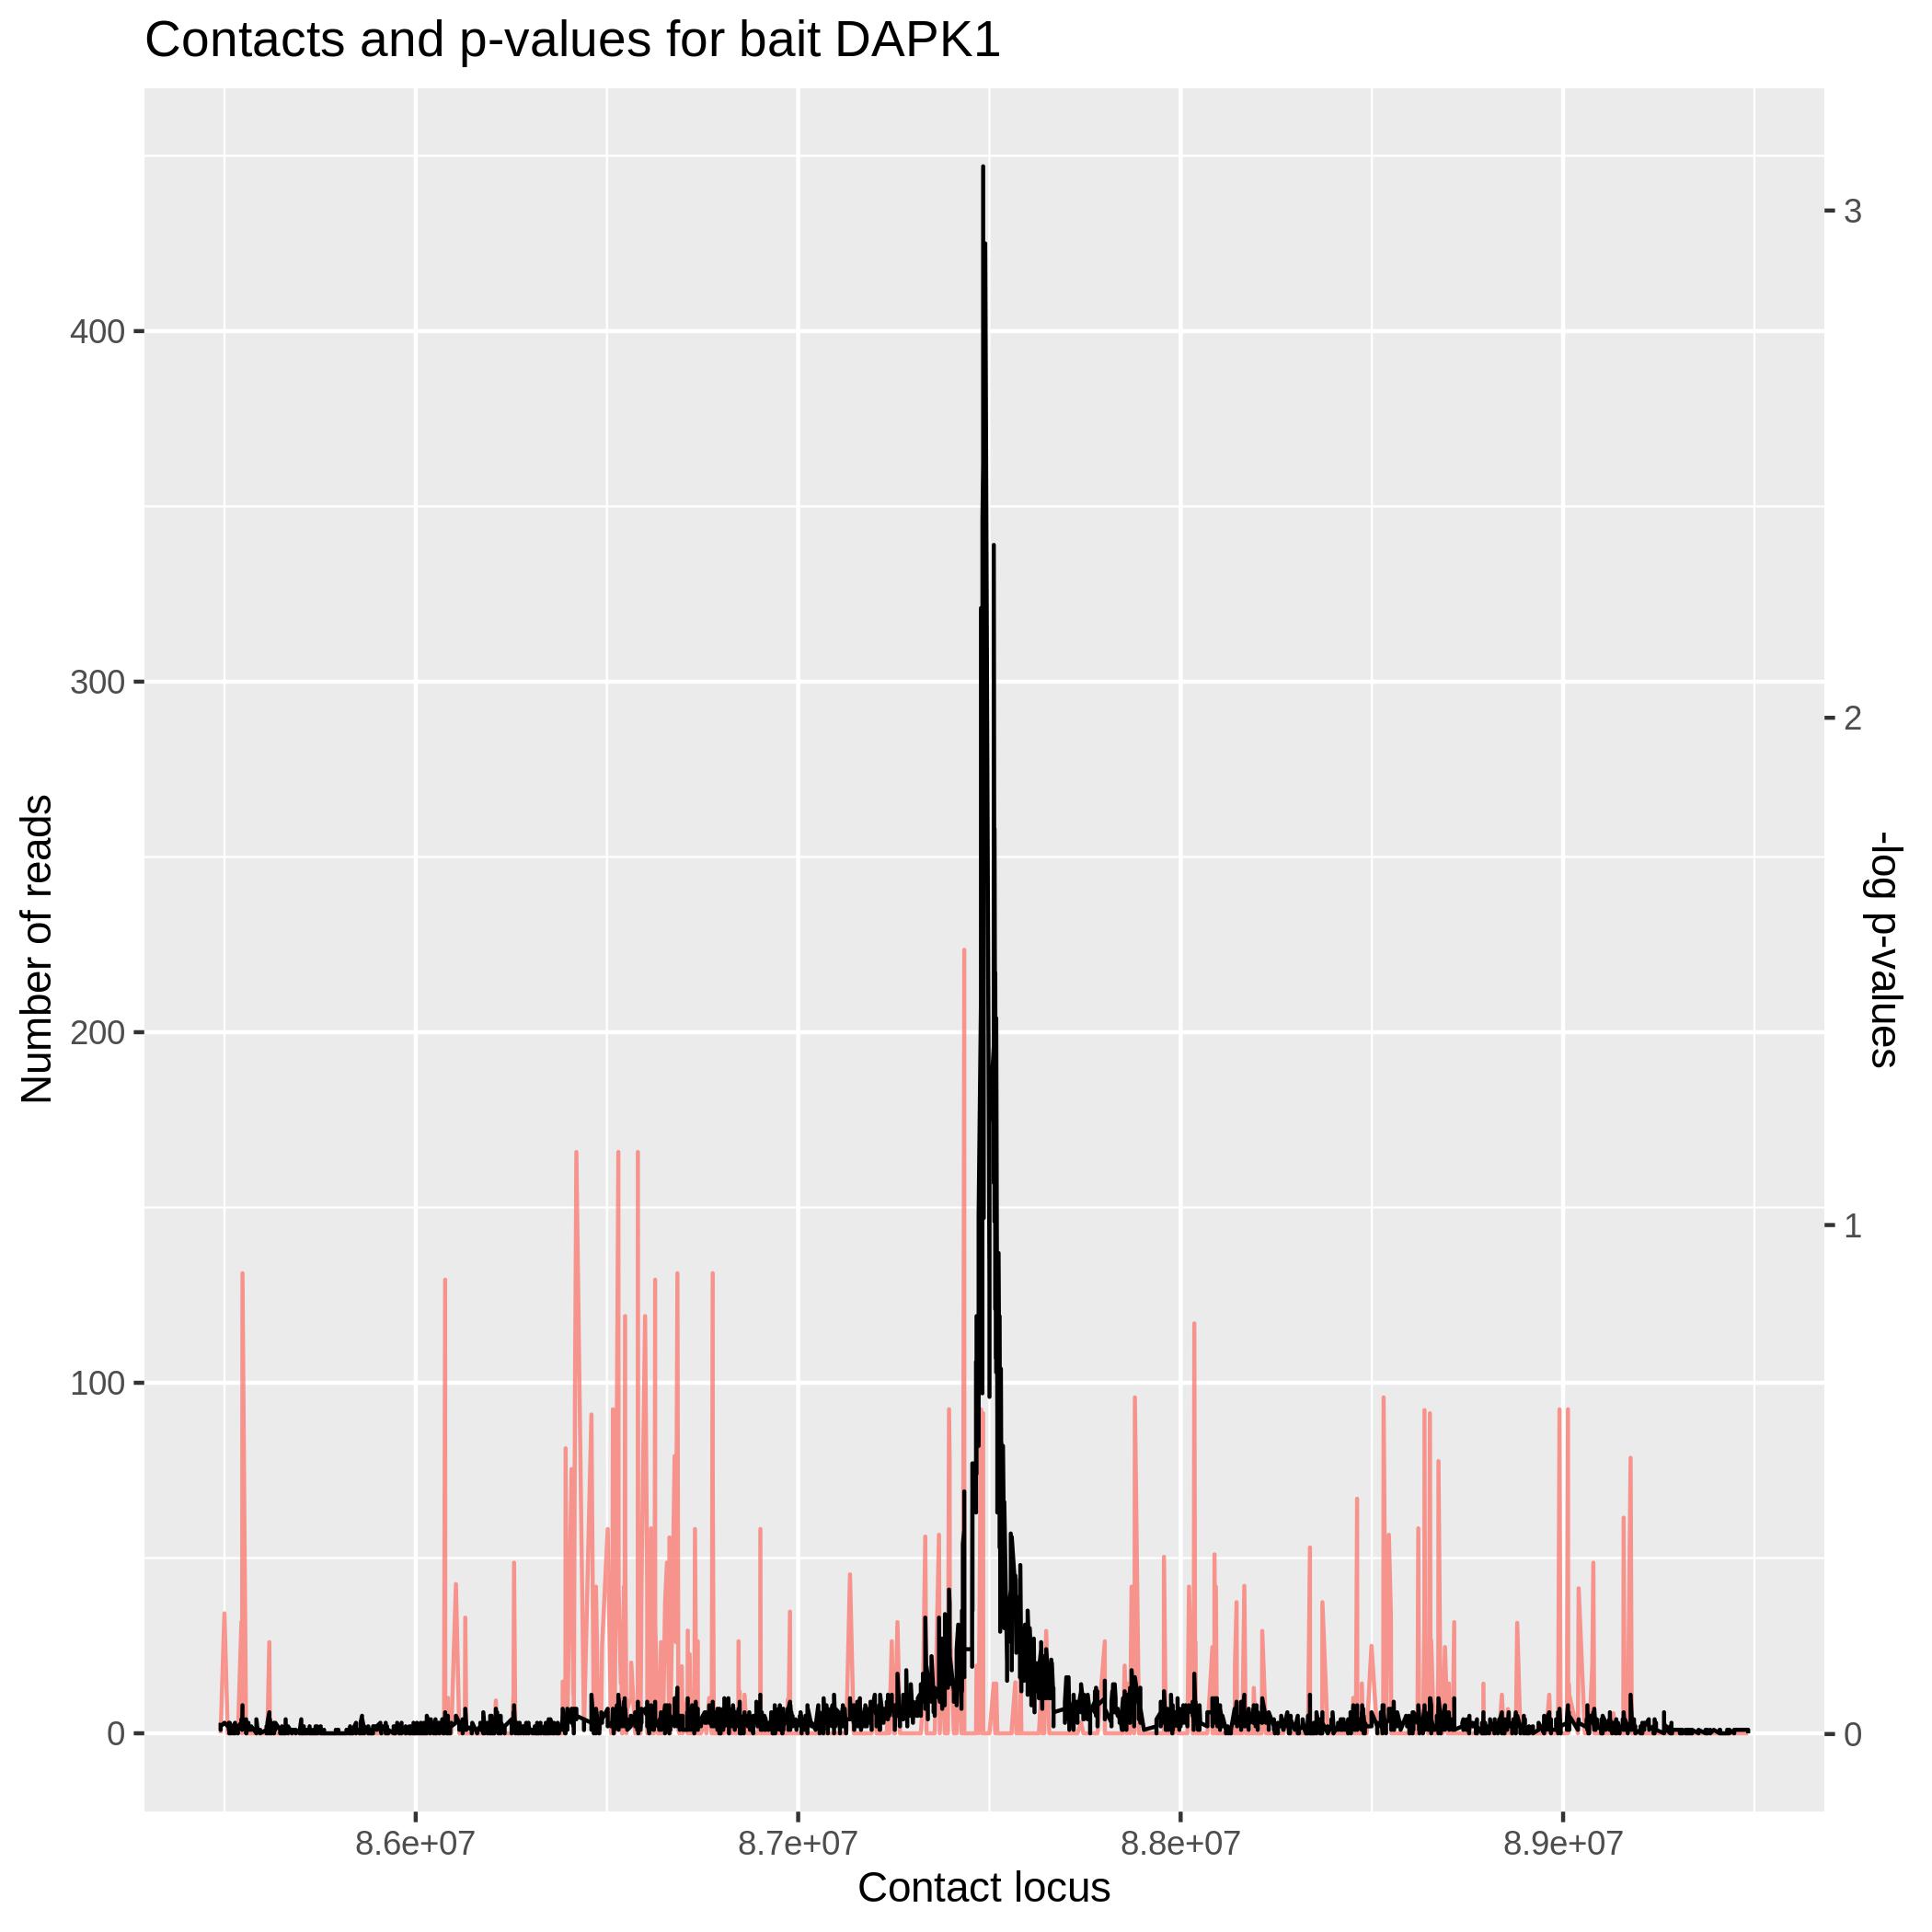 Contacts and p-values for bait DAPK1
Number of reads
400
300
200
100
0
3
2
1
0
-log p-values
8.6e+07 8.7e+07 8.8e+07 8.9e+07
Contact locus